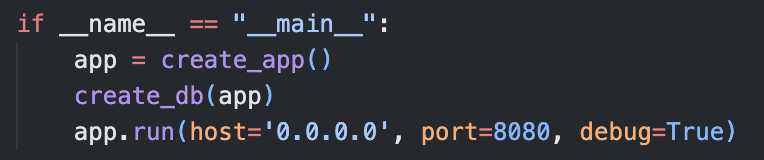 if __name__ == "__main__":
    app = create_app()
    create_db(app)
    app.run(host='0.0.0.0', port=8080, debug=True)